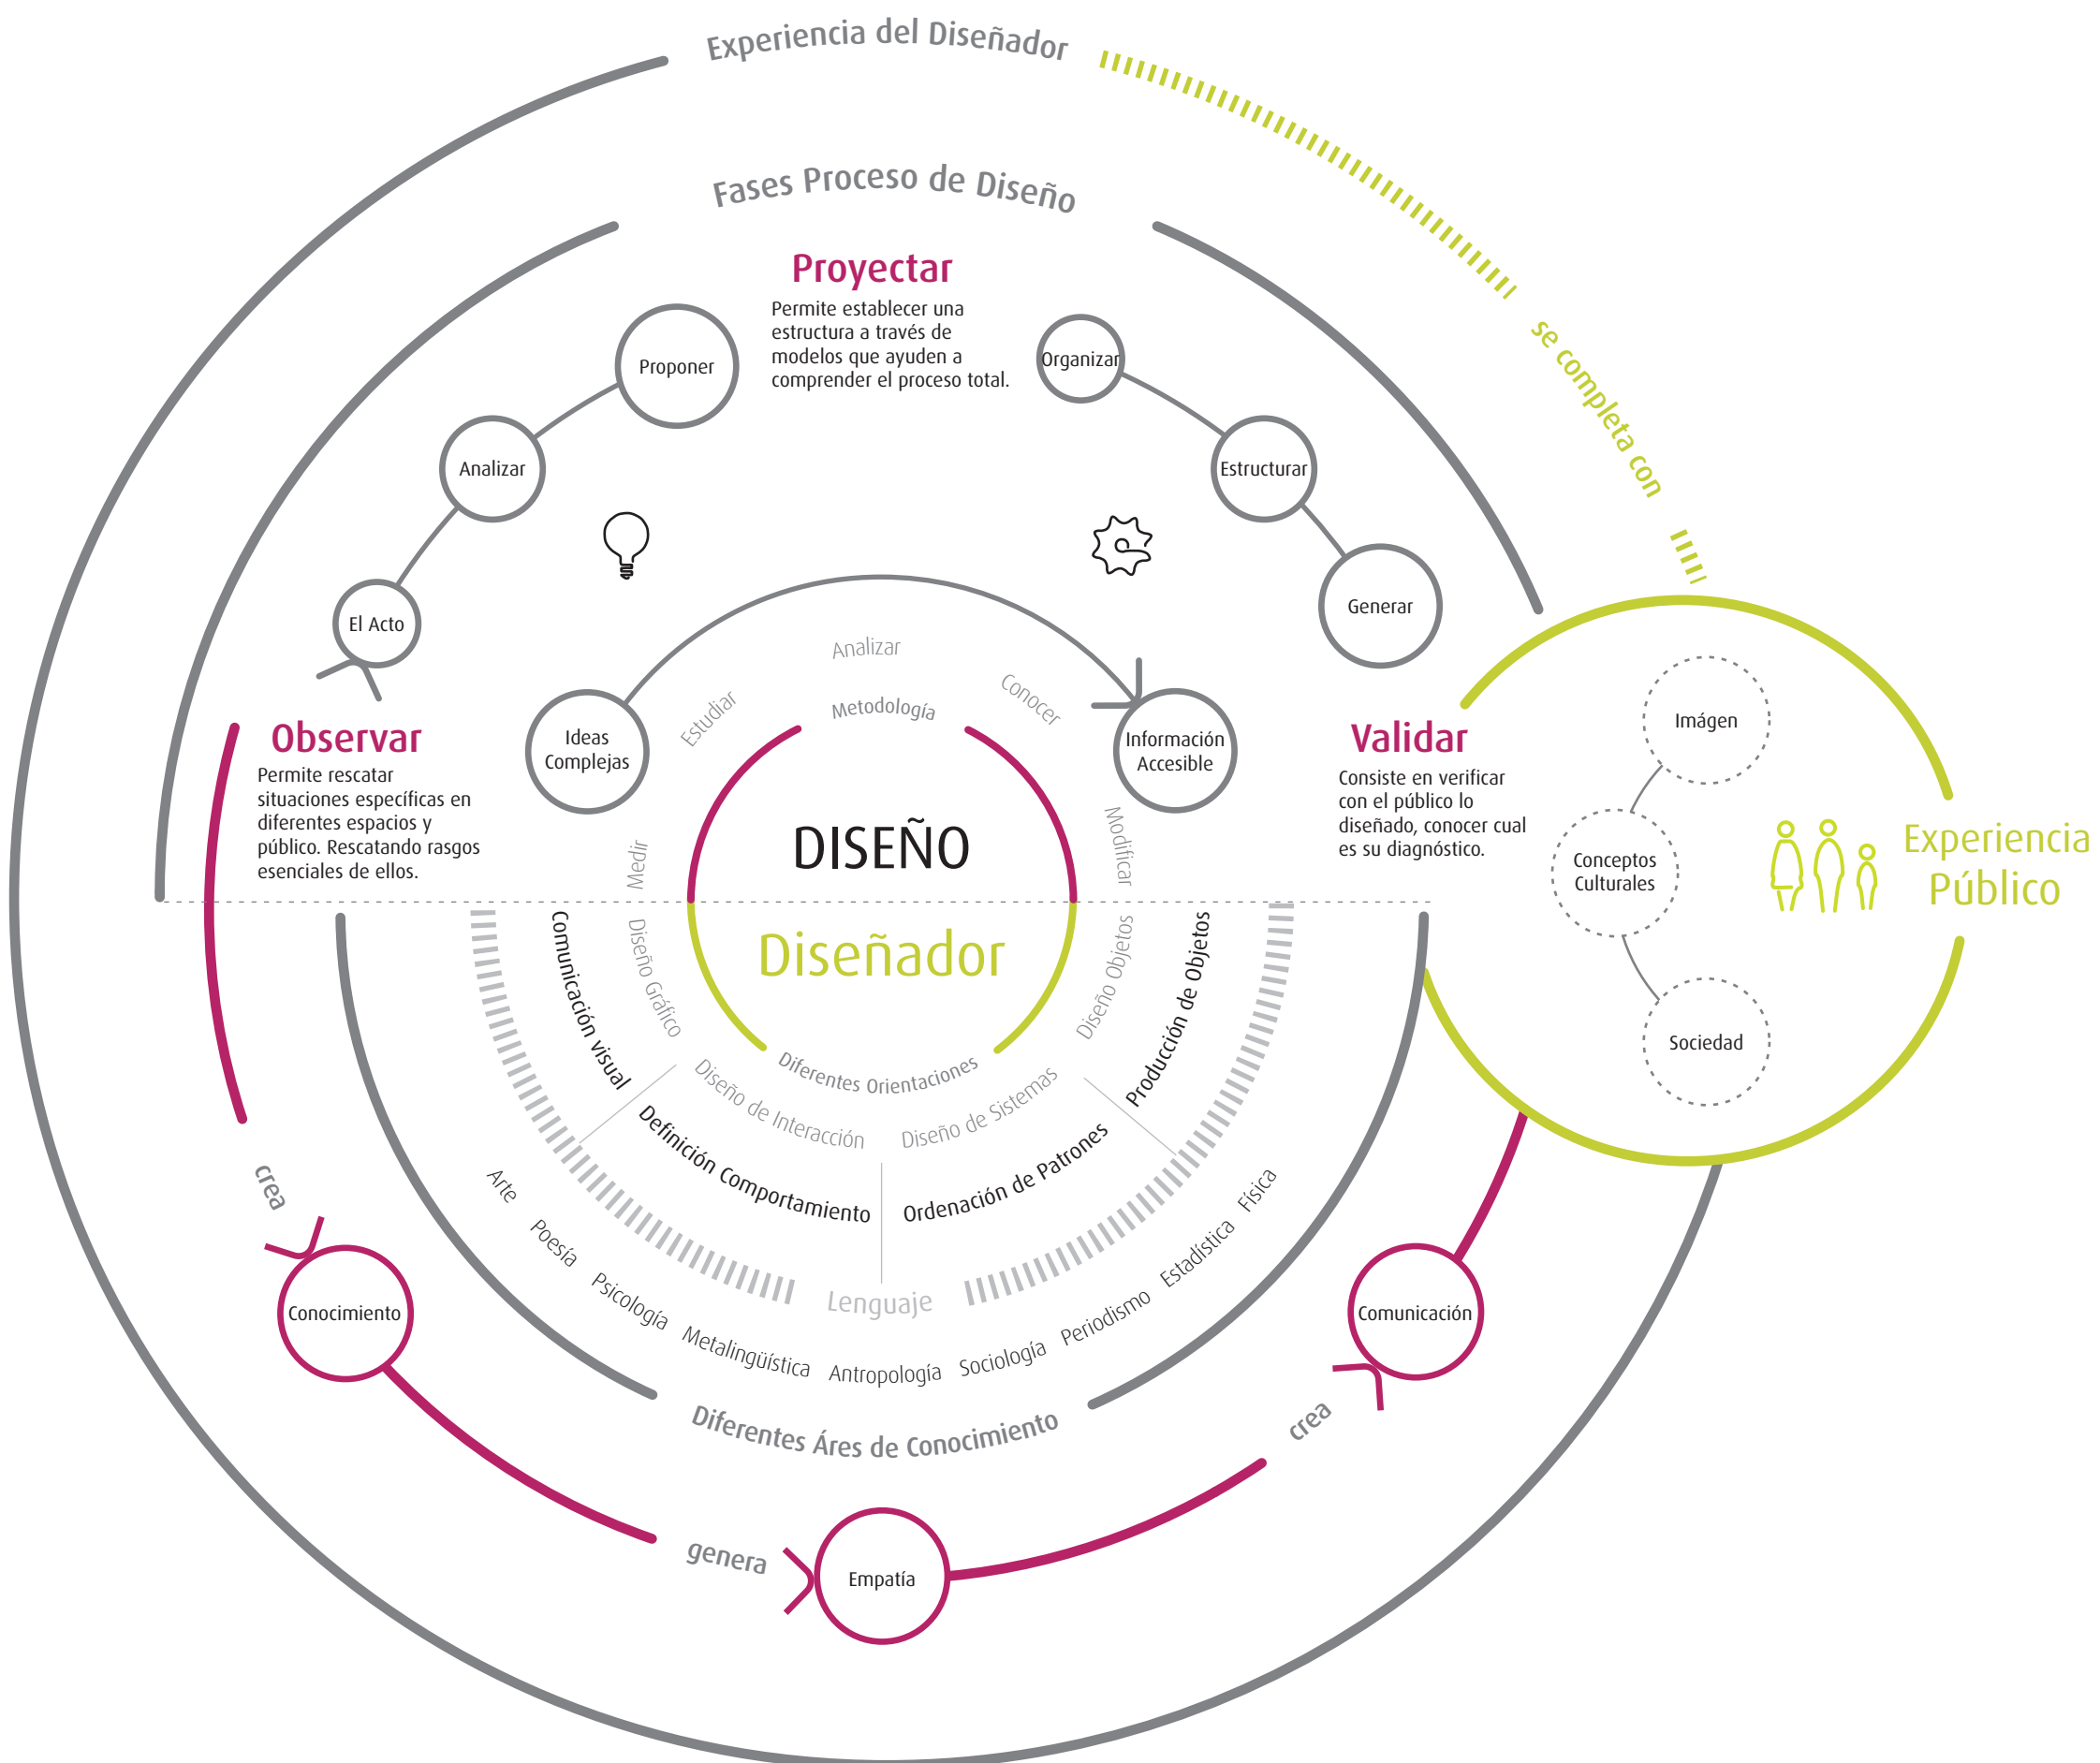 Experiencia del Diseñador
se completa con
Fases Proceso de Diseño
Proyectar
Permite establecer una
estructura a través de
modelos que ayuden a
comprender el proceso total.
Proponer
Analizar
El Acto
Organizar
Estructurar
Generar
Observar
Permite rescatar
situaciones específicas en
diferentes espacios y
público. Rescatando rasgos
esenciales de ellos.
Ideas
Complejas
Información
Accesible
Medir
Estudiar
Analizar
Conocer
Modificar
Metodología
DISEÑO
Diseñador
Validar
Consiste en verificar
con el público lo
diseñado, conocer cual
es su diagnóstico.
Imágen
Conceptos
Culturales
Sociedad
Experiencia
Público
Diferentes Orientaciones
Diseño Gráfico
Diseño de Interacción
Diseño de Sistemas
Diseño Objetos
Comunicación visual
Definición Comportamiento
Ordenación de Patrones
Producción de Objetos
Lenguaje
Arte
Poesía
Psicología
Metalingüística
Antropología
Sociología
Periodismo
Estadística
Física
Diferentes Áres de Conocimiento
crea
Conocimiento
genera
Empatía
crea
Comunicación